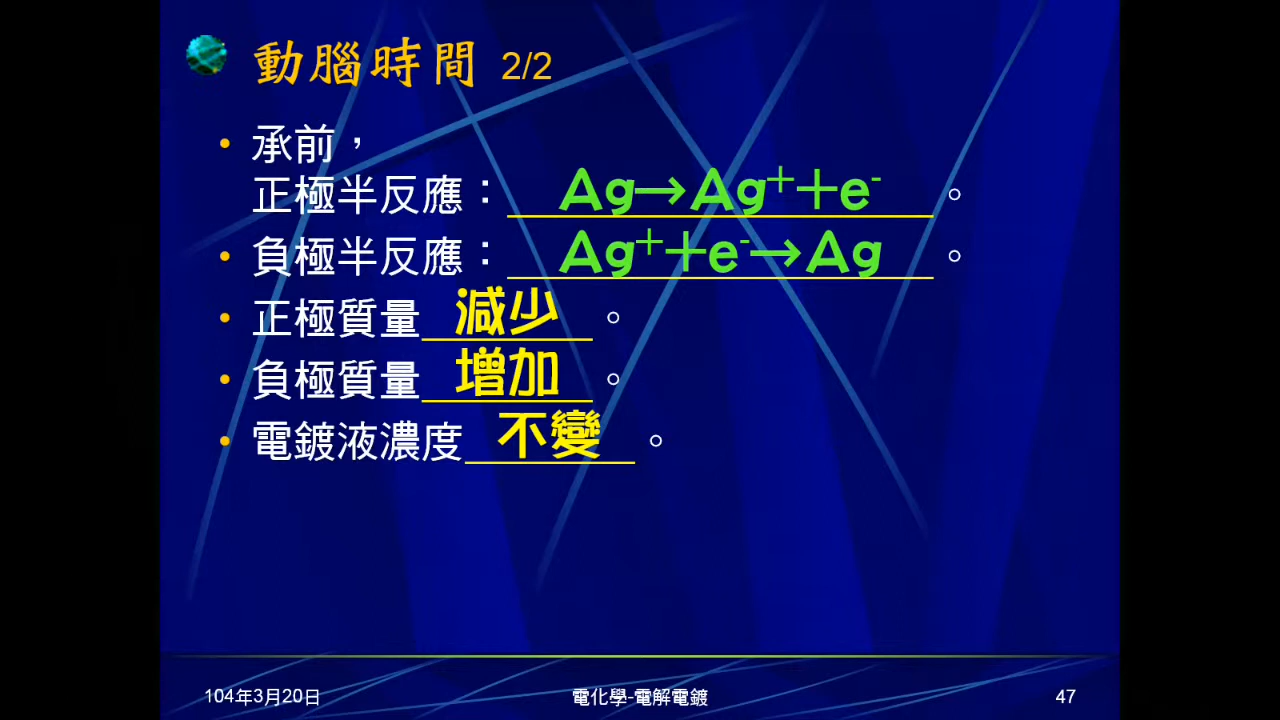 動腦時間 2/2
• 承前，
正極半反應：Ag→Ag⁺＋e⁻。
• 負極半反應：Ag⁺＋e⁻→Ag。
• 正極質量減少。
• 負極質量增加。
• 電鍍液濃度不變。
104年3月20日 電化學-電解電鍍 47